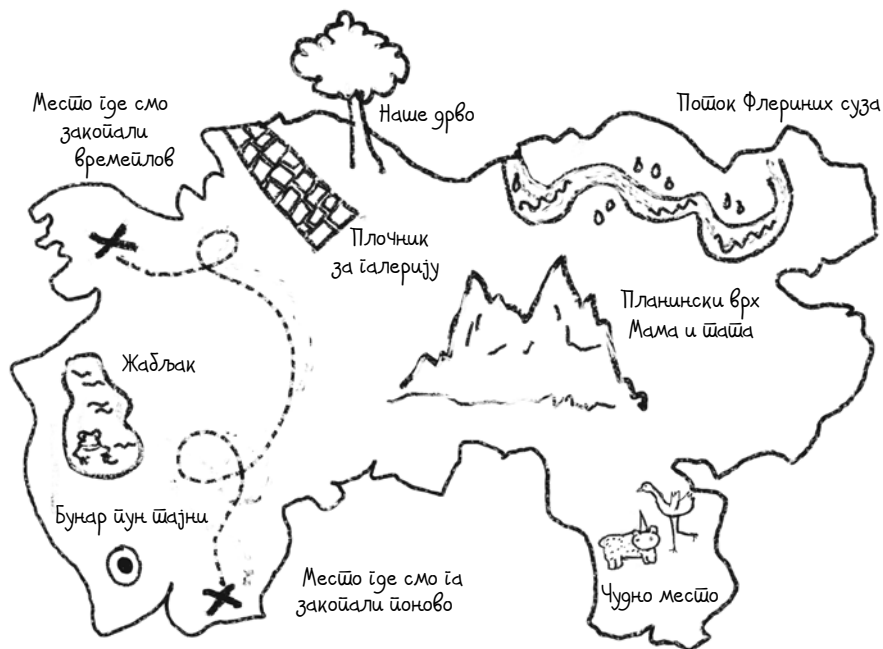 Место где смо
закопали
времеплов
Наше дрво
Поток Флериних суза
Плочник
за галерију
Планински врх
Мама и тата
Жабљак
Бунар пун тајни
Место где смо га
закопали поново
Чудно место